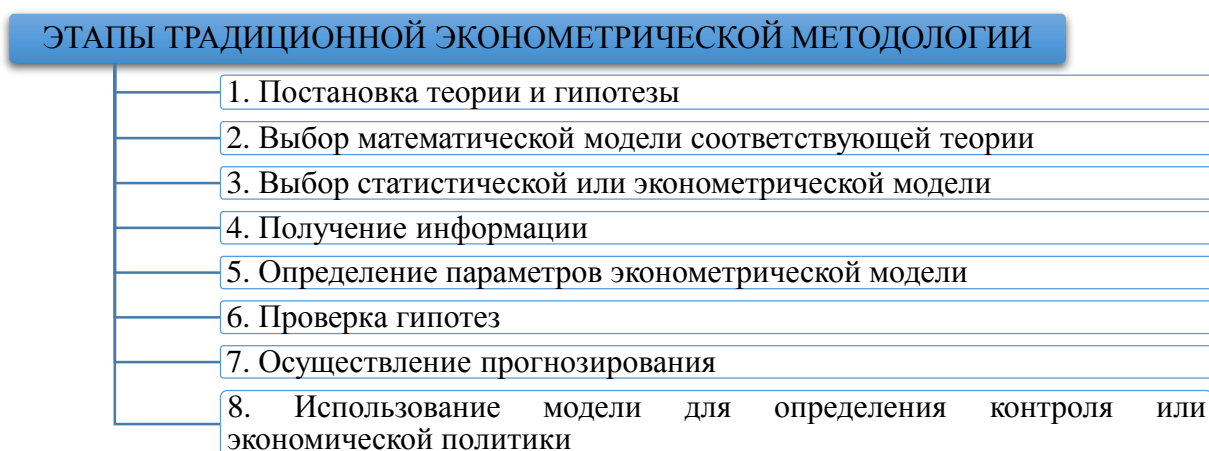 ЭТАПЫ ТРАДИЦИОННОЙ ЭКОНОМЕТРИЧЕСКОЙ МЕТОДОЛОГИИ
1. Постановка теории и гипотезы
2. Выбор математической модели соответствующей теории
3. Выбор статистической или эконометрической модели
4. Получение информации
5. Определение параметров эконометрической модели
6. Проверка гипотез
7. Осуществление прогнозирования
8. Использование модели для определения контроля или
экономической политики